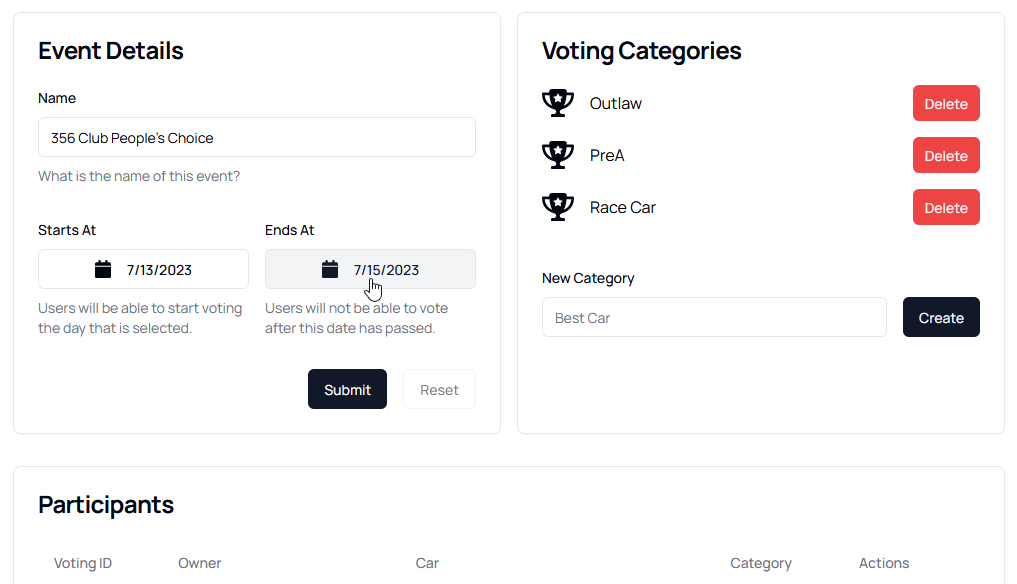 Event Details
Name
356 Club People's Choice
What is the name of this event?
Starts At
7/13/2023
Users will be able to start voting
the day that is selected.
Ends At
7/15/2023
Users will not be able to vote
after this date has passed.
Submit
Reset
Voting Categories
Outlaw
Delete
PreA
Delete
Race Car
Delete
New Category
Best Car
Create
Participants
Voting ID
Owner
Car
Category
Actions